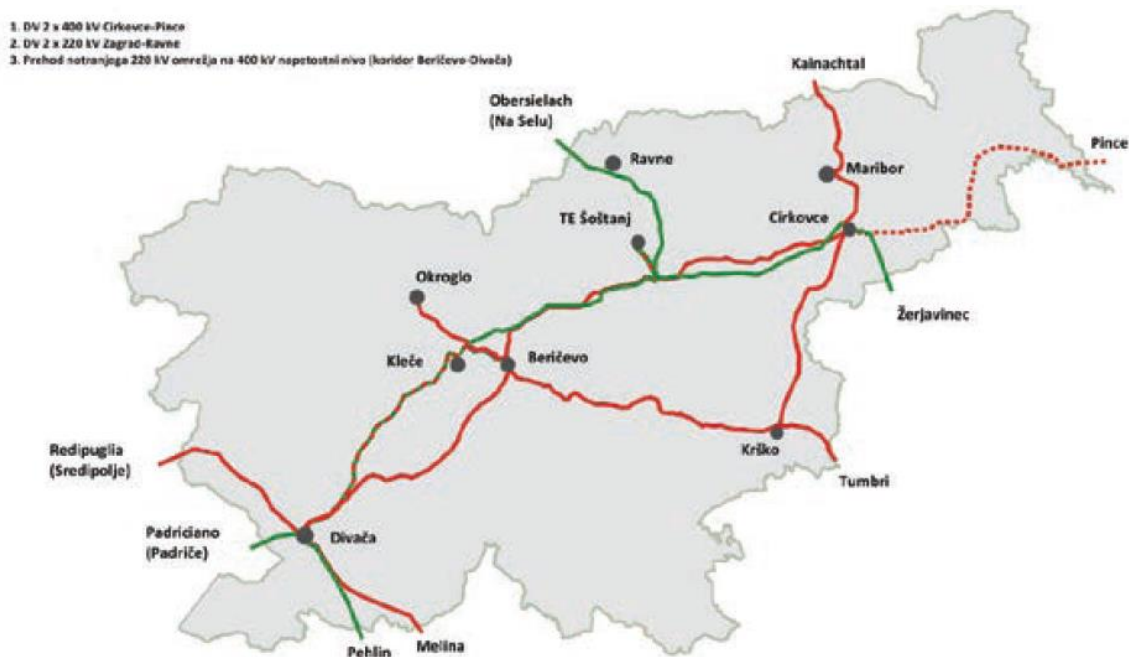 1. DV 2 x 400 kV Cirkovce-Pince
2. DV 2 x 220 kV Zagrad-Ravne
3. Prehod notranjega 220 kV omrežja na 400 kV napetostni nivo (koridor Beričevo-Divača)
Kainachtal
Obersielach
(Na Selu)
Pince
Ravne
Maribor
TE Šoštanj
Cirkovce
Okroglo
Žerjavinec
Kleče
Beričevo
Redipuglia
(Sredipolje)
Krško
Tumbri
Padriciano
(Padriče)
Divača
Pehlin
Melina